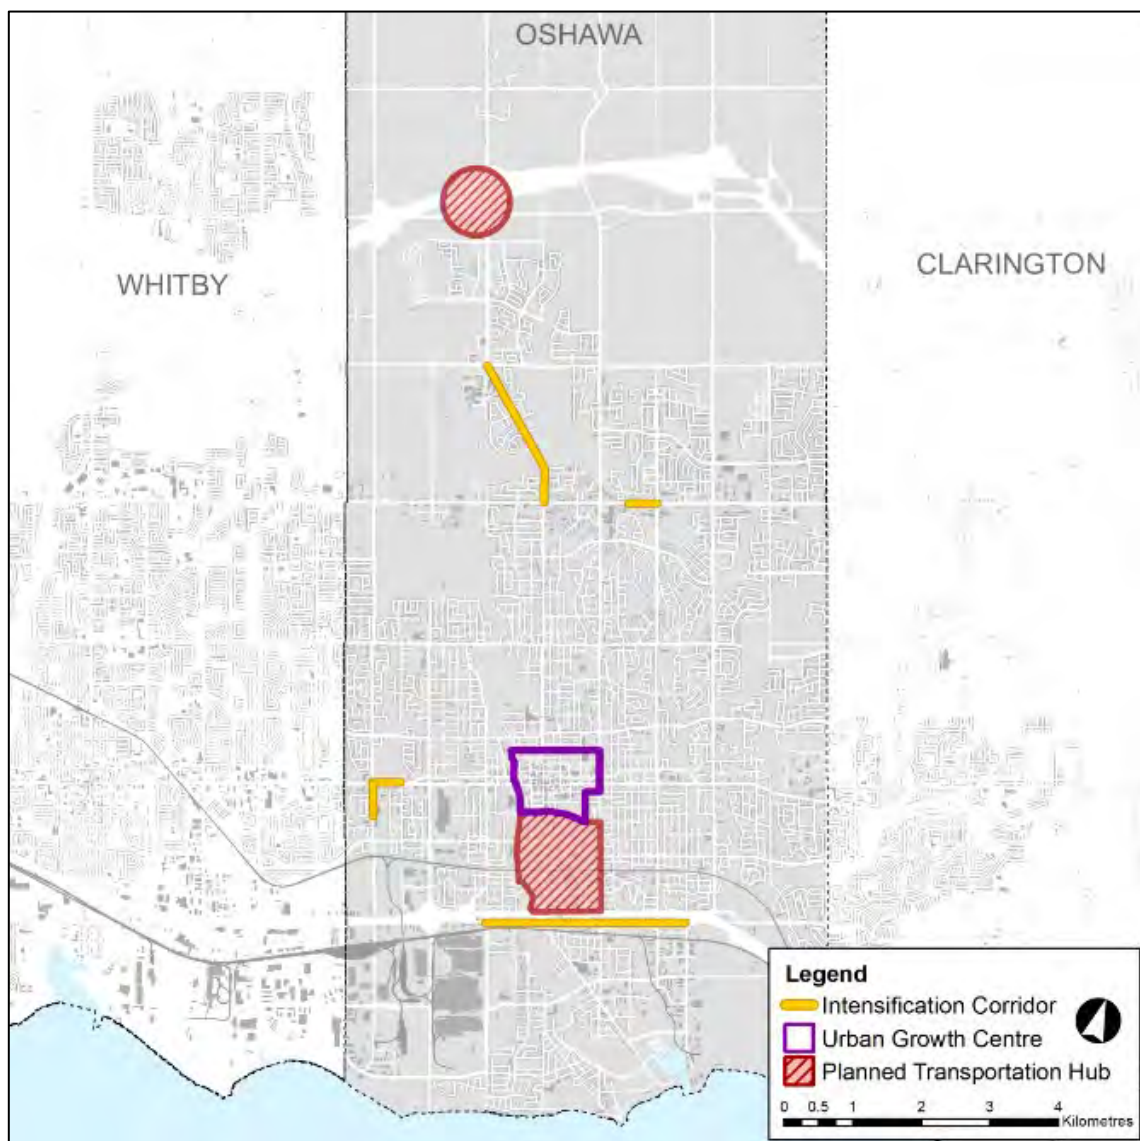 OSHAWA
WHITBY
CLARINGTON
Legend
Intensification Corridor
Urban Growth Centre
Planned Transportation Hub
0 0.5 1 2 3 4
Kilometres